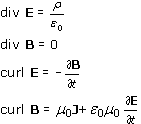 div E = ρ/ε₀
div B = 0
curl E = - ∂B/∂t
curl B = μ₀J + ε₀μ₀ ∂E/∂t